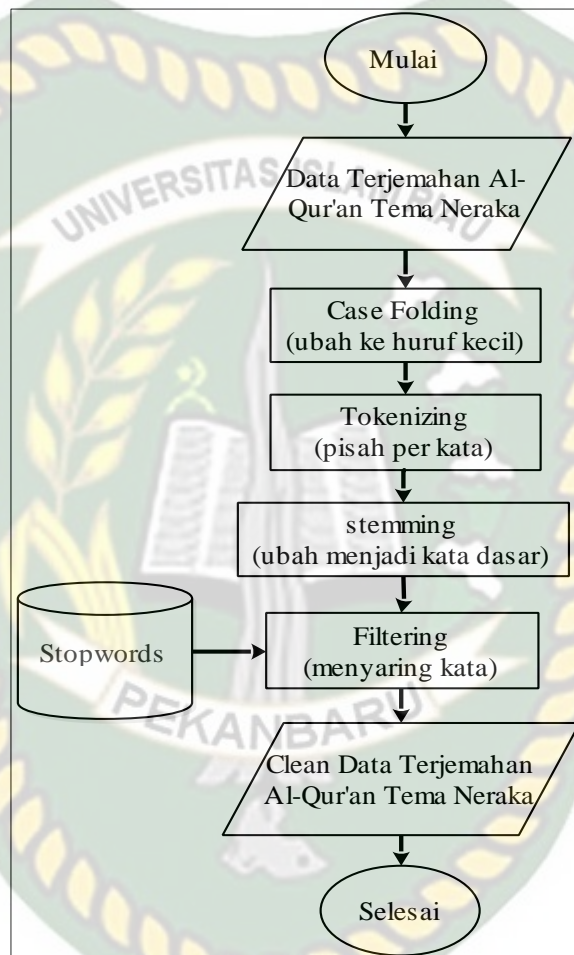 Mulai
Data Terjemahan Al-
Qur'an Tema Neraka
UNIVERSITAS ISLAM RIAU
Case Folding
(ubah ke huruf kecil)
Tokenizing
(pisah per kata)
stemming
(ubah menjadi kata dasar)
Stopwords
Filtering
(menyaring kata)
PEKANBARU
Clean Data Terjemahan
Al-Qur'an Tema Neraka
Selesai